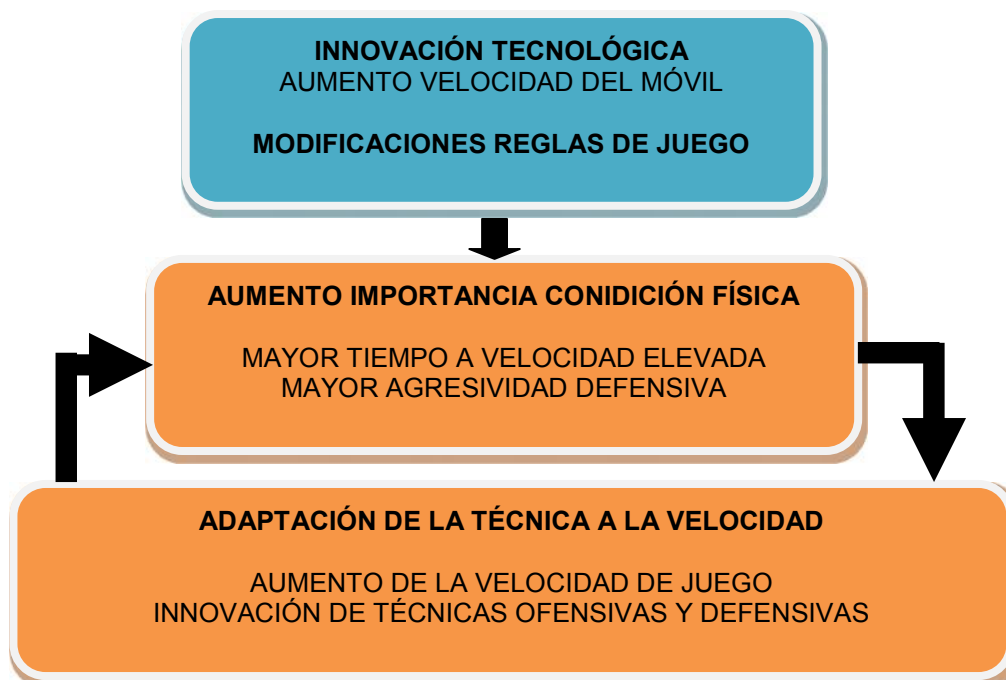 INNOVACIÓN TECNOLÓGICA
AUMENTO VELOCIDAD DEL MÓVIL
MODIFICACIONES REGLAS DE JUEGO
AUMENTO IMPORTANCIA CONIDICIÓN FÍSICA
MAYOR TIEMPO A VELOCIDAD ELEVADA
MAYOR AGRESIVIDAD DEFENSIVA
ADAPTACIÓN DE LA TÉCNICA A LA VELOCIDAD
AUMENTO DE LA VELOCIDAD DE JUEGO
INNOVACIÓN DE TÉCNICAS OFENSIVAS Y DEFENSIVAS